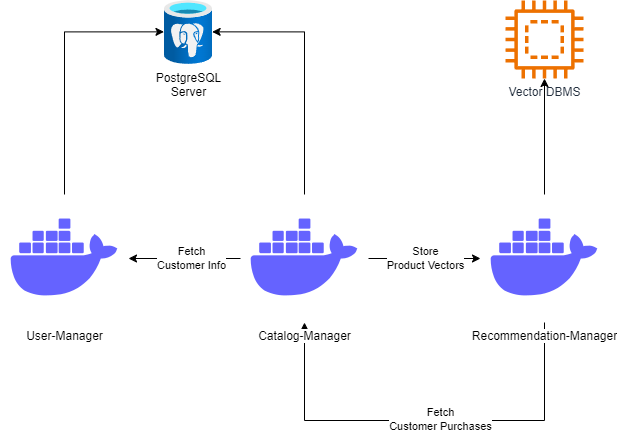 PostgreSQL
Server
Vector DBMS
Fetch
Customer Info
Store
Product Vectors
User-Manager
Catalog-Manager
Recommendation-Manager
Fetch
Customer Purchases